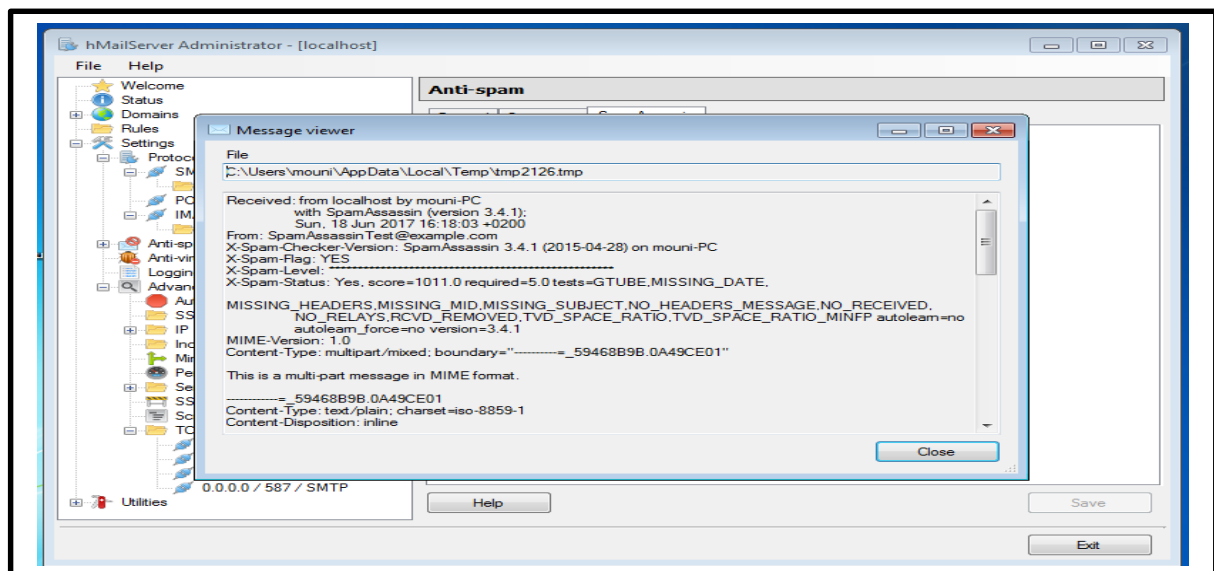 hMailServer Administrator - [localhost]
File Help
Welcome
Status
Domains
Rules
Settings
Protoc
SM
PO
IM
Anti-sp
Anti-vir
Loggin
Advan
Au
SS
IP
Inc
Mir
Pe
Se
SS
Sc
TC
0.0.0.0 / 587 / SMTP
Utilities
Anti-spam
Message viewer
File
C:\Users\mouni\AppData\Local\Temp\tmp2126.tmp
Received: from localhost by mouni-PC
with SpamAssassin (version 3.4.1);
Sun, 18 Jun 2017 16:18:03 +0200
From: SpamAssassinTest@example.com
X-Spam-Checker-Version: SpamAssassin 3.4.1 (2015-04-28) on mouni-PC
X-Spam-Flag: YES
X-Spam-Level: **************************************************
X-Spam-Status: Yes, score=1011.0 required=5.0 tests=GTUBE,MISSING_DATE,
MISSING_HEADERS,MISSING_MID,MISSING_SUBJECT,NO_HEADERS_MESSAGE,NO_RECEIVED,
NO_RELAYS,RCVD_REMOVED,TVD_SPACE_RATIO,TVD_SPACE_RATIO_MINFP autolearn=no
autolearn_force=no version=3.4.1
MIME-Version: 1.0
Content-Type: multipart/mixed; boundary="----------=_59468B9B.0A49CE01"
This is a multi-part message in MIME format.
------------=_59468B9B.0A49CE01
Content-Type: text/plain; charset=iso-8859-1
Content-Disposition: inline
Close
Help
Save
Exit